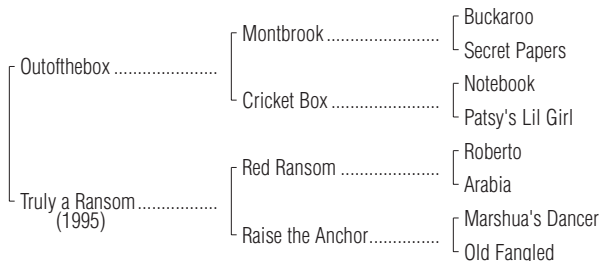 Buckaroo
Montbrook ........................
Secret Papers
Outofthebox ......................
Notebook
Cricket Box ........................
Patsy's Lil Girl
Roberto
Red Ransom .....................
Arabia
Truly a Ransom.................
(1995)
Marshua's Dancer
Raise the Anchor...............
Old Fangled